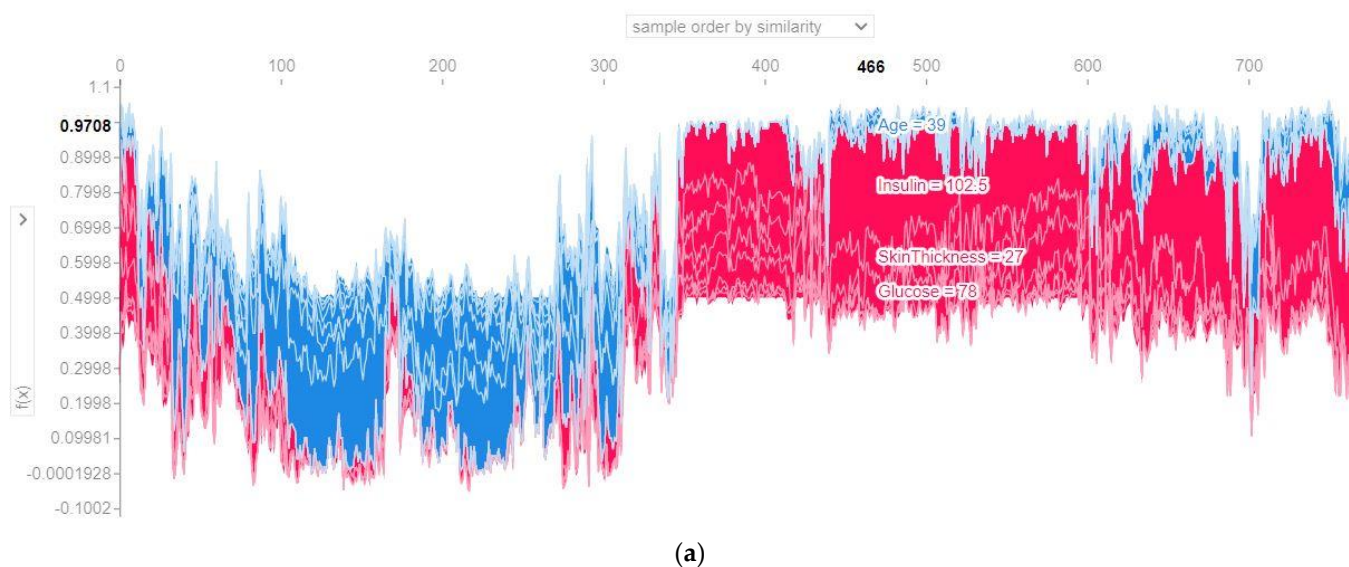 sample order by similarity
0 100 200 300 400 466 500 600 700
1.1
0.9708
Age = 39
0.8998
0.7998
Insulin = 102.5
0.6998
0.5998
SkinThickness = 27
0.4998
Glucose = 78
0.3998
0.2998
0.1998
f(x)
0.09981
-0.0001928
-0.1002
(a)